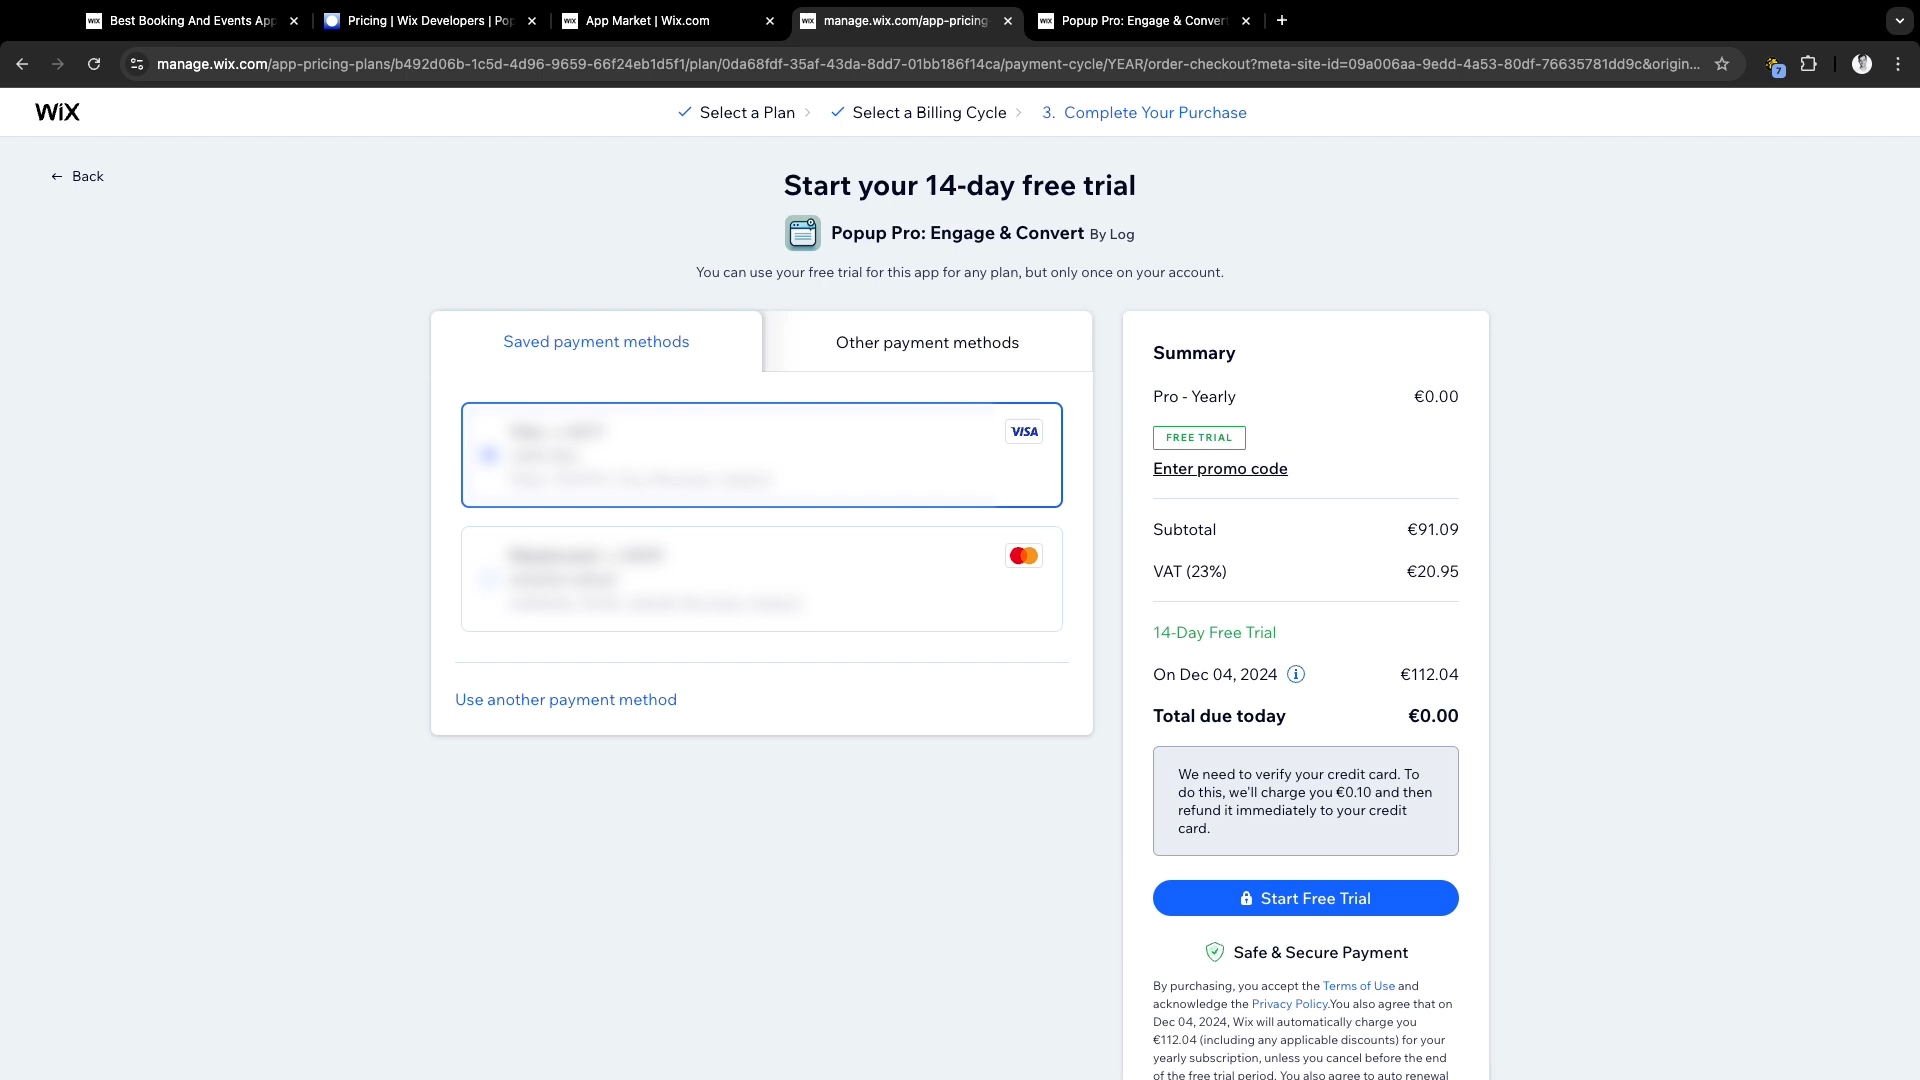 Best Booking And Events App
Pricing | Wix Developers | Pop
App Market | Wix.com
manage.wix.com/app-pricing-
Popup Pro: Engage & Convert
manage.wix.com/app-pricing-plans/b492d06b-1c5d-4d96-9659-66f24eb1d5f1/plan/0da68fdf-35af-43da-8dd7-01bb186f14ca/payment-cycle/YEAR/order-checkout?meta-site-id=09a006aa-9edd-4a53-80df-76635781dd9c&origin...
7
WiX
Select a Plan
Select a Billing Cycle
3. Complete Your Purchase
Back
Start your 14-day free trial
Popup Pro: Engage & Convert By Log
You can use your free trial for this app for any plan, but only once on your account.
Saved payment methods
Other payment methods
VISA
Use another payment method
Summary
Pro - Yearly €0.00
FREE TRIAL
Enter promo code
Subtotal €91.09
VAT (23%) €20.95
14-Day Free Trial
On Dec 04, 2024 €112.04
Total due today €0.00
We need to verify your credit card. To
do this, we'll charge you €0.10 and then
refund it immediately to your credit
card.
Start Free Trial
Safe & Secure Payment
By purchasing, you accept the Terms of Use and
acknowledge the Privacy Policy.You also agree that on
Dec 04, 2024, Wix will automatically charge you
€112.04 (including any applicable discounts) for your
yearly subscription, unless you cancel before the end
of the free trial period. You also agree to auto renewal